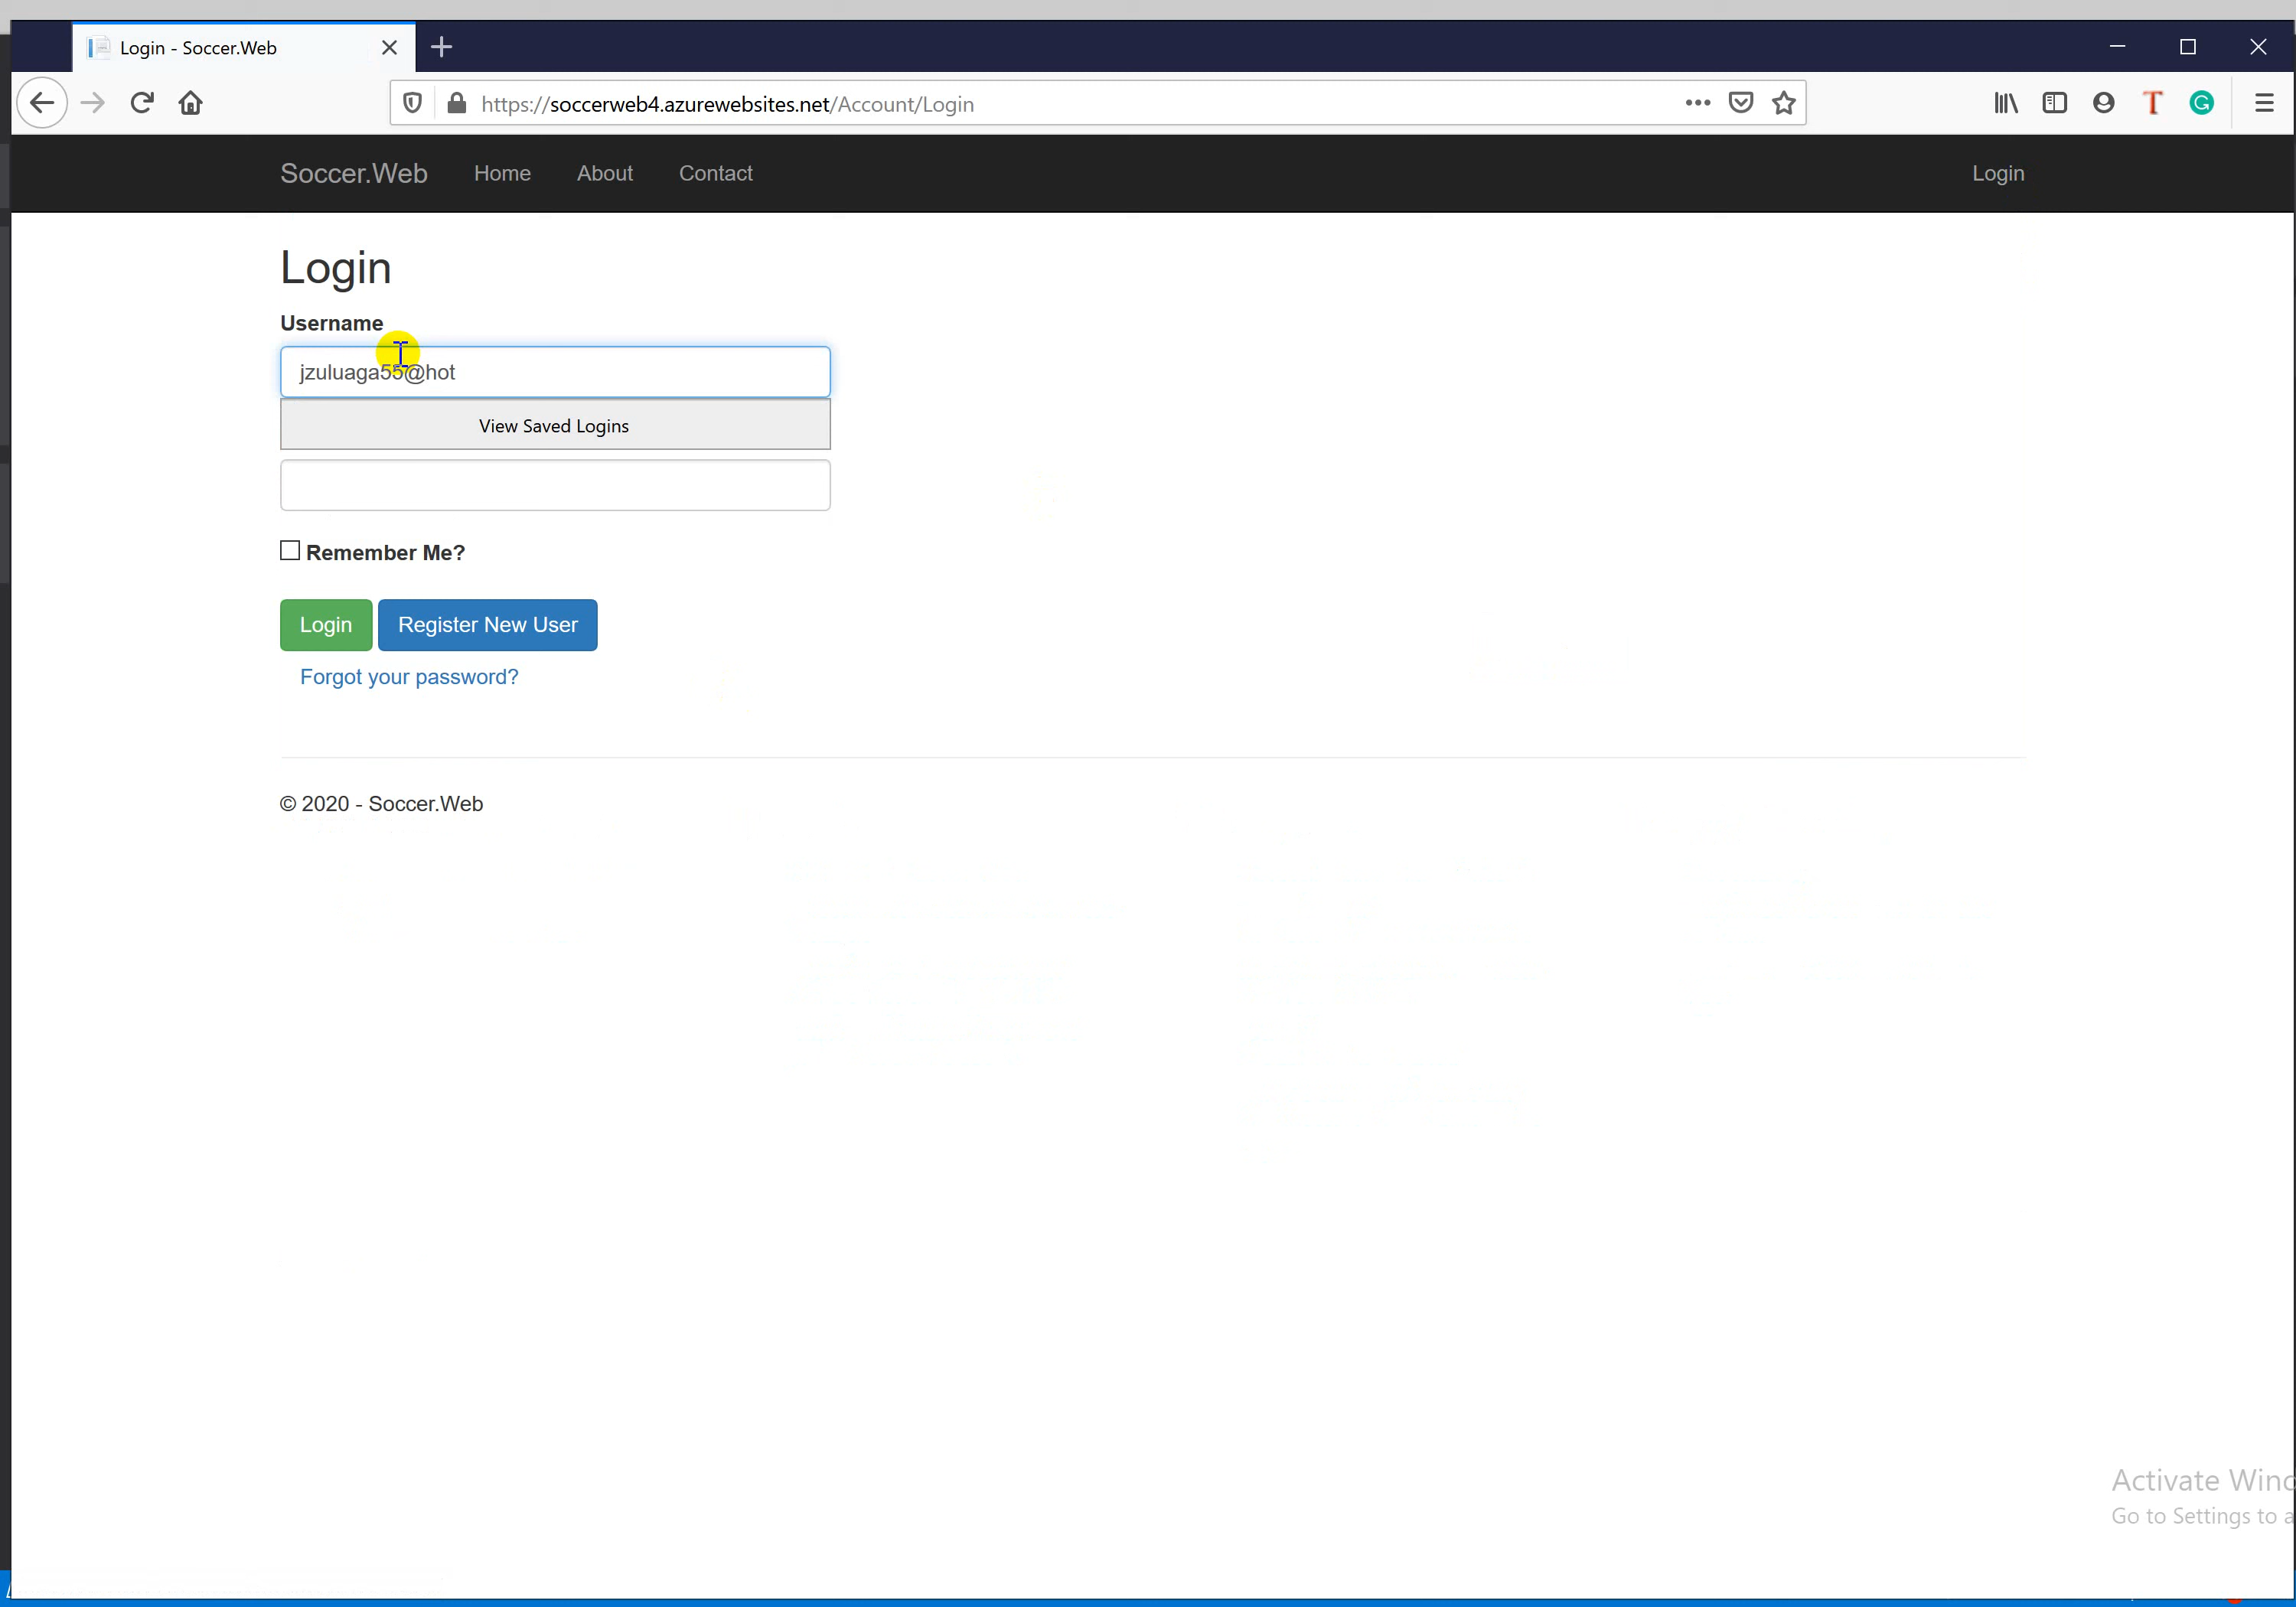 Login - Soccer.Web
https://soccerweb4.azurewebsites.net/Account/Login
Soccer.Web Home About Contact Login
Login
Username
jzuluaga55@hot
View Saved Logins
Remember Me?
Login Register New User
Forgot your password?
© 2020 - Soccer.Web
Activate Winc
Go to Settings to a